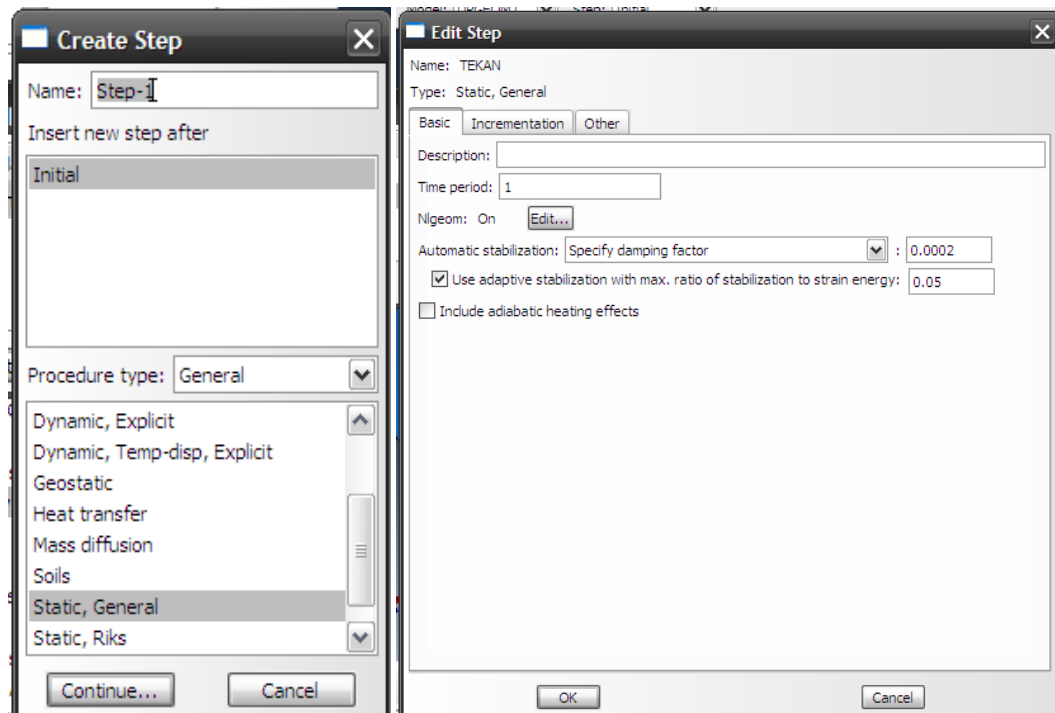 Create Step
Name: Step-1
Insert new step after
Initial
Procedure type: General
Dynamic, Explicit
Dynamic, Temp-disp, Explicit
Geostatic
Heat transfer
Mass diffusion
Soils
Static, General
Static, Riks
Continue...
Cancel
Edit Step
Name: TEKAN
Type: Static, General
Basic Incrementation Other
Description:
Time period: 1
Nlgeom: On Edit...
Automatic stabilization: Specify damping factor : 0.0002
Use adaptive stabilization with max. ratio of stabilization to strain energy: 0.05
Include adiabatic heating effects
OK
Cancel